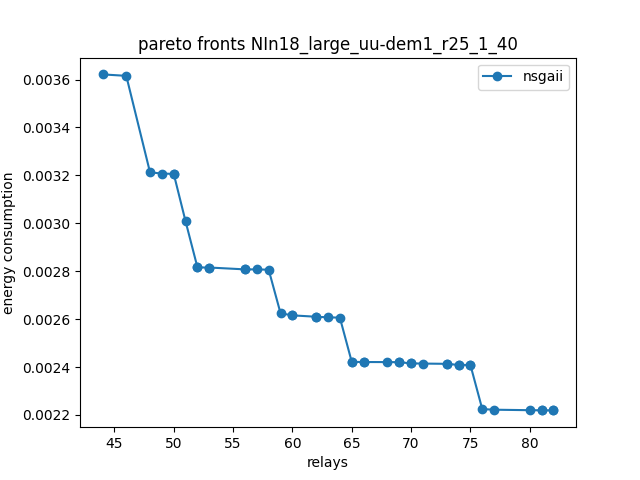 pareto fronts NIn18_large_uu-dem1_r25_1_40
nsgaii
energy consumption
0.0036
0.0034
0.0032
0.0030
0.0028
0.0026
0.0024
0.0022
45 50 55 60 65 70 75 80
relays